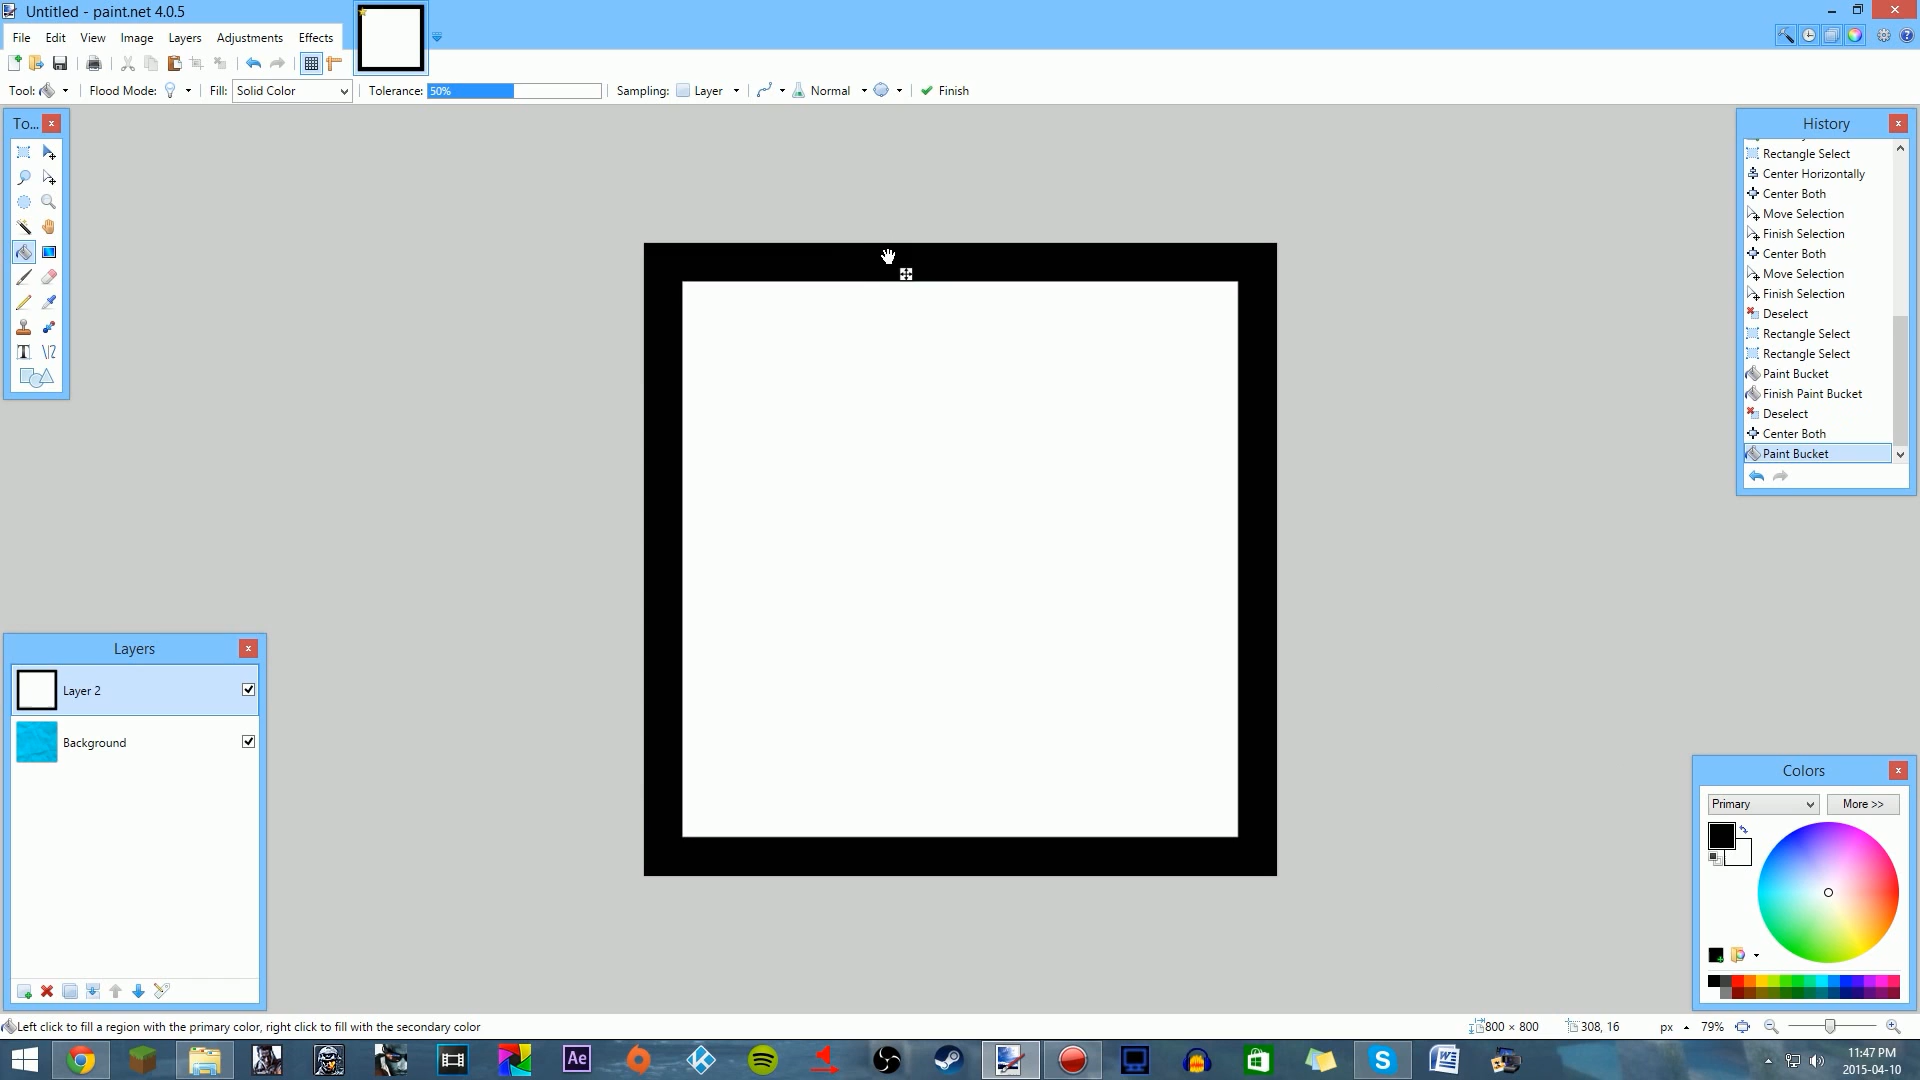 Untitled - paint.net 4.0.5
File Edit View Image Layers Adjustments Effects
Tool: Flood Mode: Fill: Solid Color Tolerance: 50% Sampling: Layer Normal Finish
To...
History
Rectangle Select
Center Horizontally
Center Both
Move Selection
Finish Selection
Center Both
Move Selection
Finish Selection
Deselect
Rectangle Select
Rectangle Select
Paint Bucket
Finish Paint Bucket
Deselect
Center Both
Paint Bucket
Layers
Layer 2
Background
Colors
Primary More >>
Left click to fill a region with the primary color, right click to fill with the secondary color
800 × 800 308, 16 px 79%
Ae
11:47 PM
2015-04-10